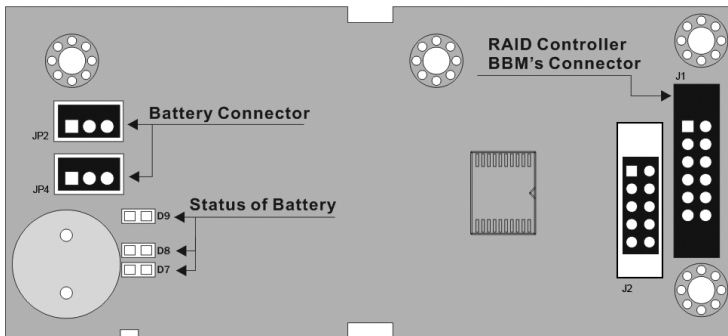 RAID Controller
BBM's Connector
J1
Battery Connector
JP2
JP4
Status of Battery
D9
D8
D7
J2